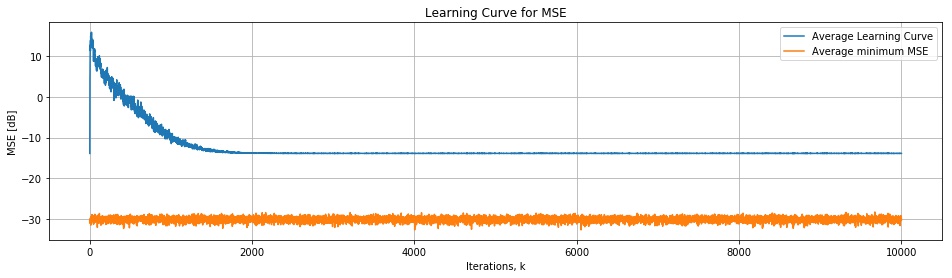 Learning Curve for MSE
Average Learning Curve
Average minimum MSE
MSE [dB]
10
0
−10
−20
−30
0 2000 4000 6000 8000 10000
Iterations, k